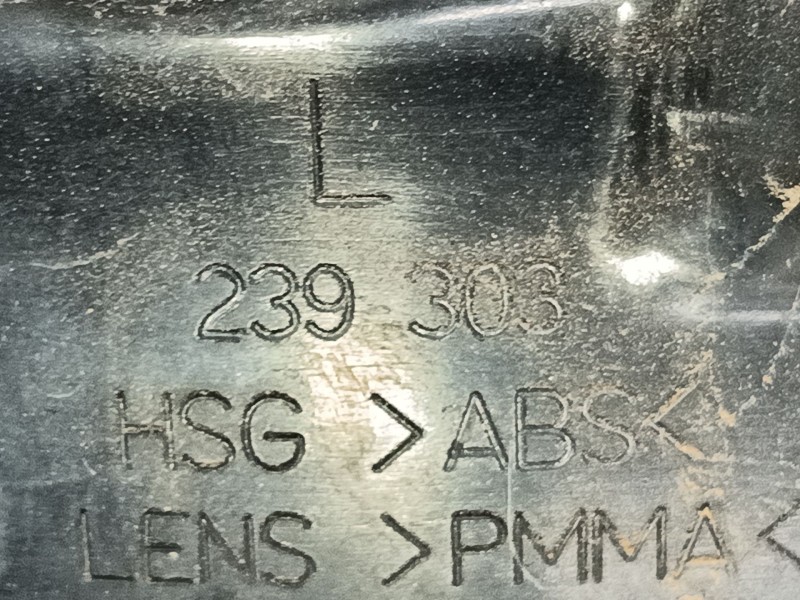 L
239 303
HSG >ABS<
LENS >PMMA<